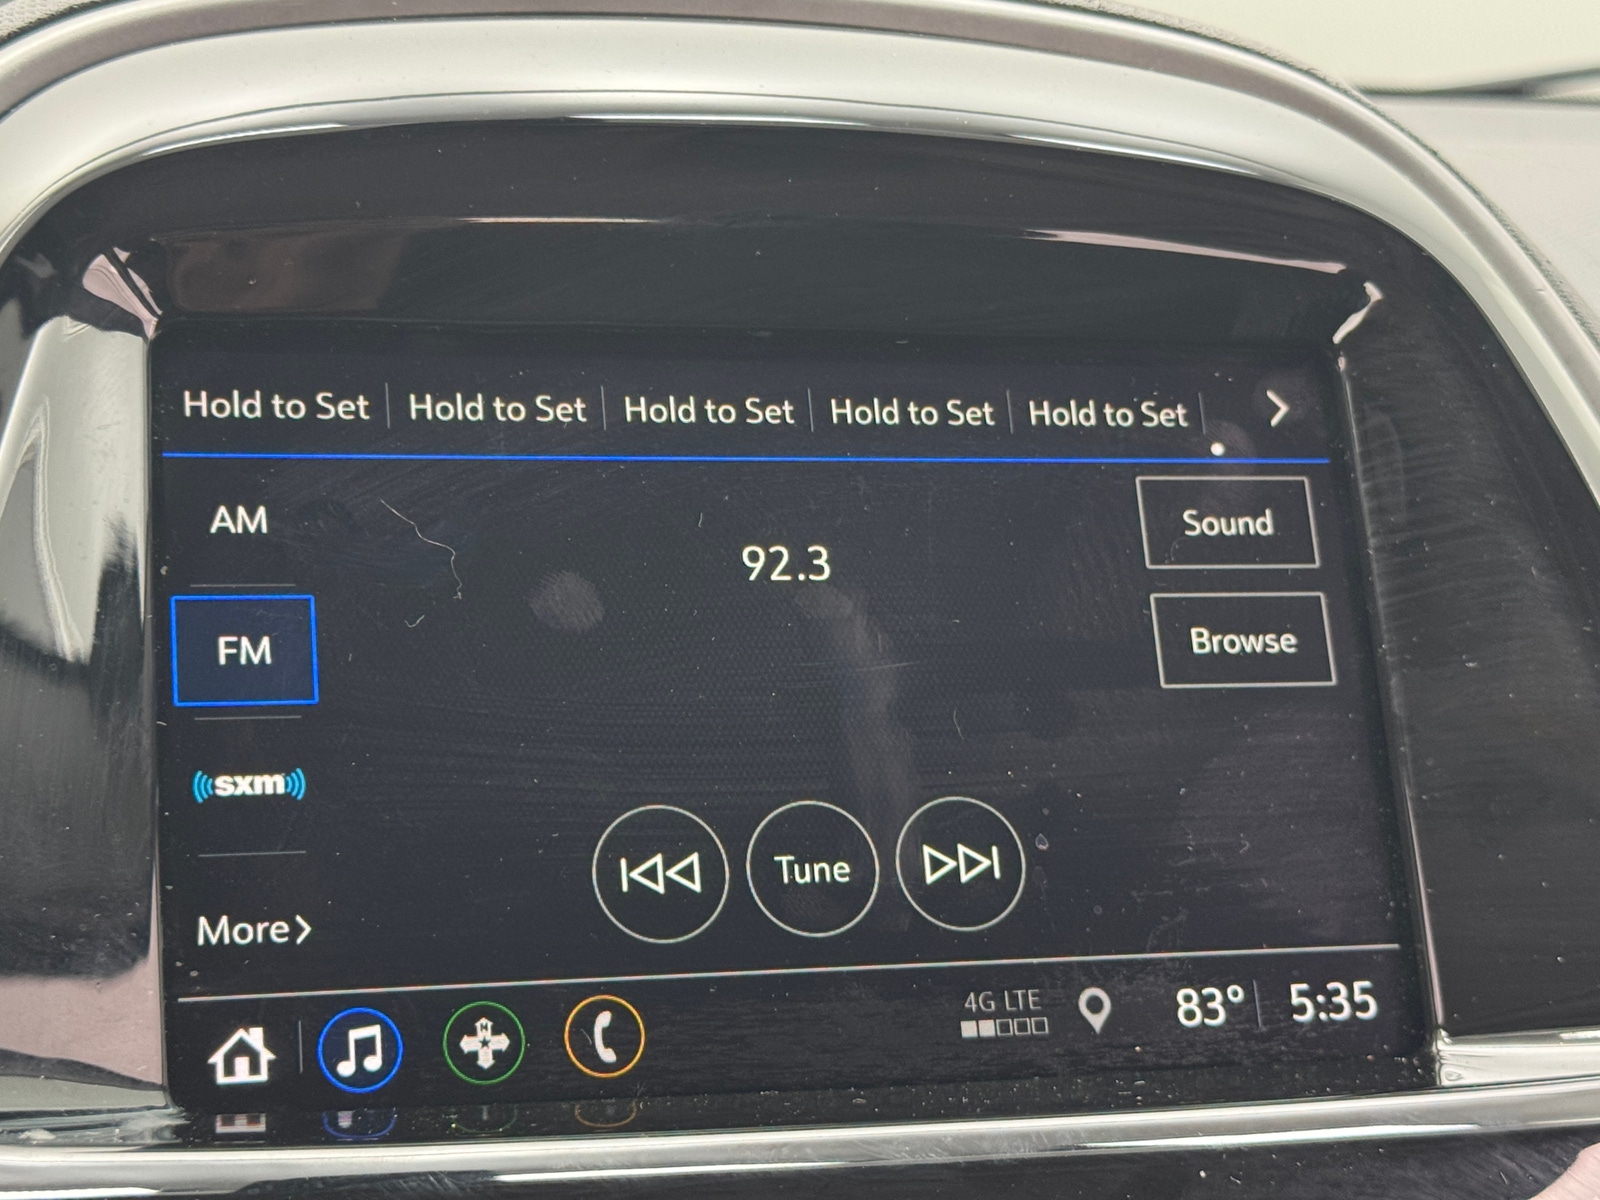 Hold to Set Hold to Set Hold to Set Hold to Set Hold to Set
AM
Sound
92.3
FM
Browse
sxm
Tune
More
4G LTE
83° 5:35
N